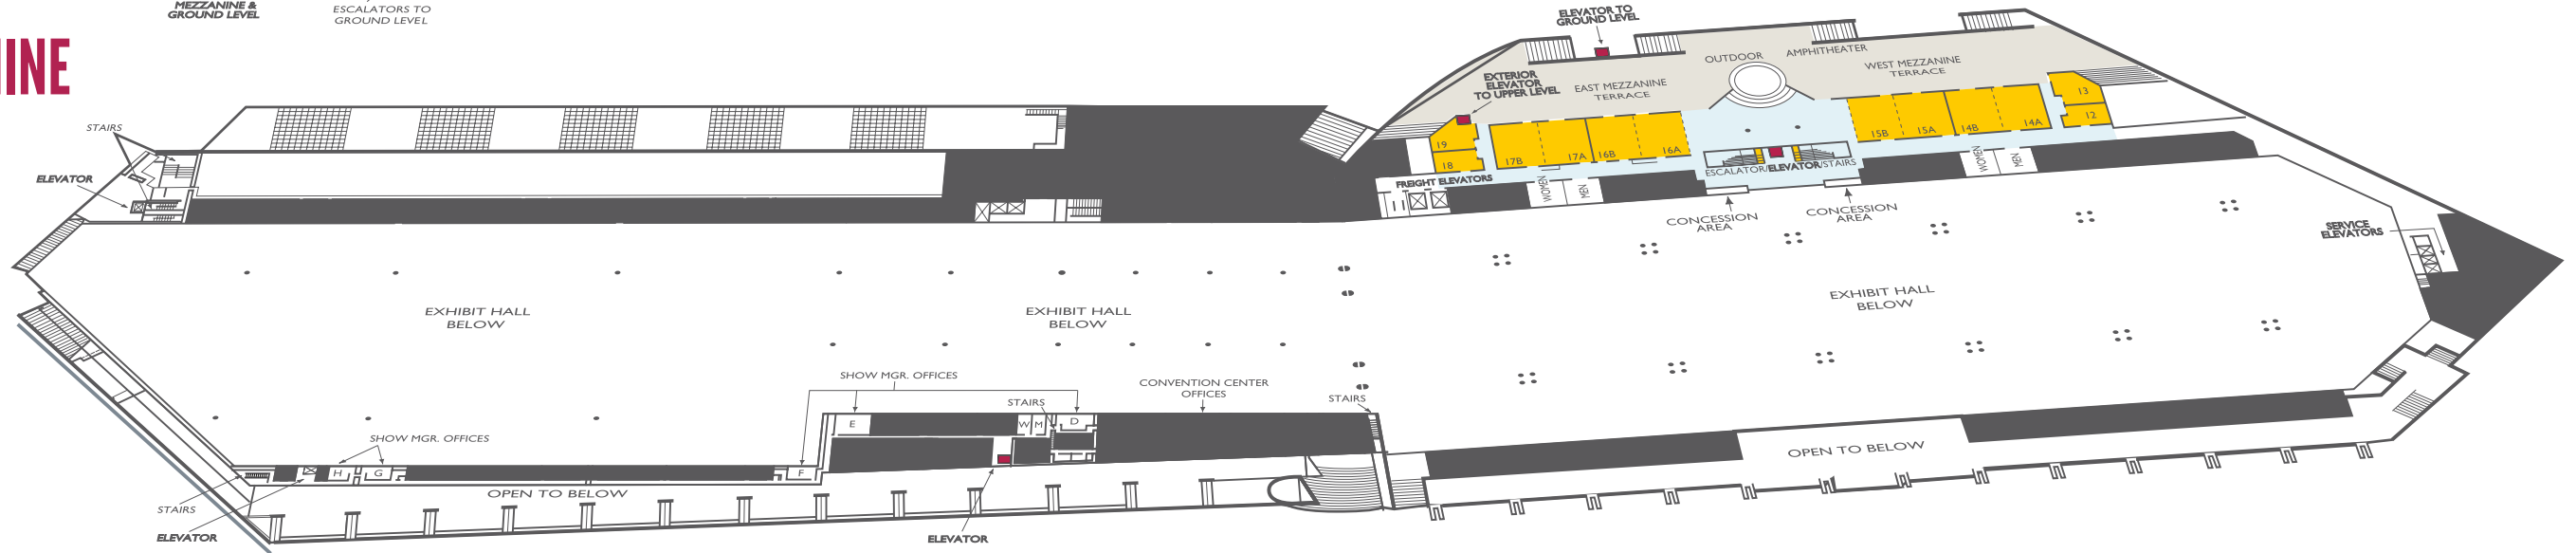 MEZZANINE &
GROUND LEVEL
ESCALATORS TO
GROUND LEVEL
INE
ELEVATOR TO
GROUND LEVEL
OUTDOOR AMPHITHEATER
WEST MEZZANINE
TERRACE
EXTERIOR
ELEVATOR
TO UPPER LEVEL
EAST MEZZANINE
TERRACE
13
12
STAIRS
19
18
17B
17A
16B
16A
15B
15A
14B
14A
ESCALATOR/ELEVATOR/STAIRS
WOMEN
MEN
ELEVATOR
FREIGHT ELEVATORS
WOMEN
MEN
CONCESSION
AREA
CONCESSION
AREA
SERVICE
ELEVATORS
EXHIBIT HALL
BELOW
EXHIBIT HALL
BELOW
EXHIBIT HALL
BELOW
SHOW MGR. OFFICES
CONVENTION CENTER
OFFICES
STAIRS
STAIRS
E
W
M
D
SHOW MGR. OFFICES
H
G
F
OPEN TO BELOW
OPEN TO BELOW
STAIRS
ELEVATOR
ELEVATOR